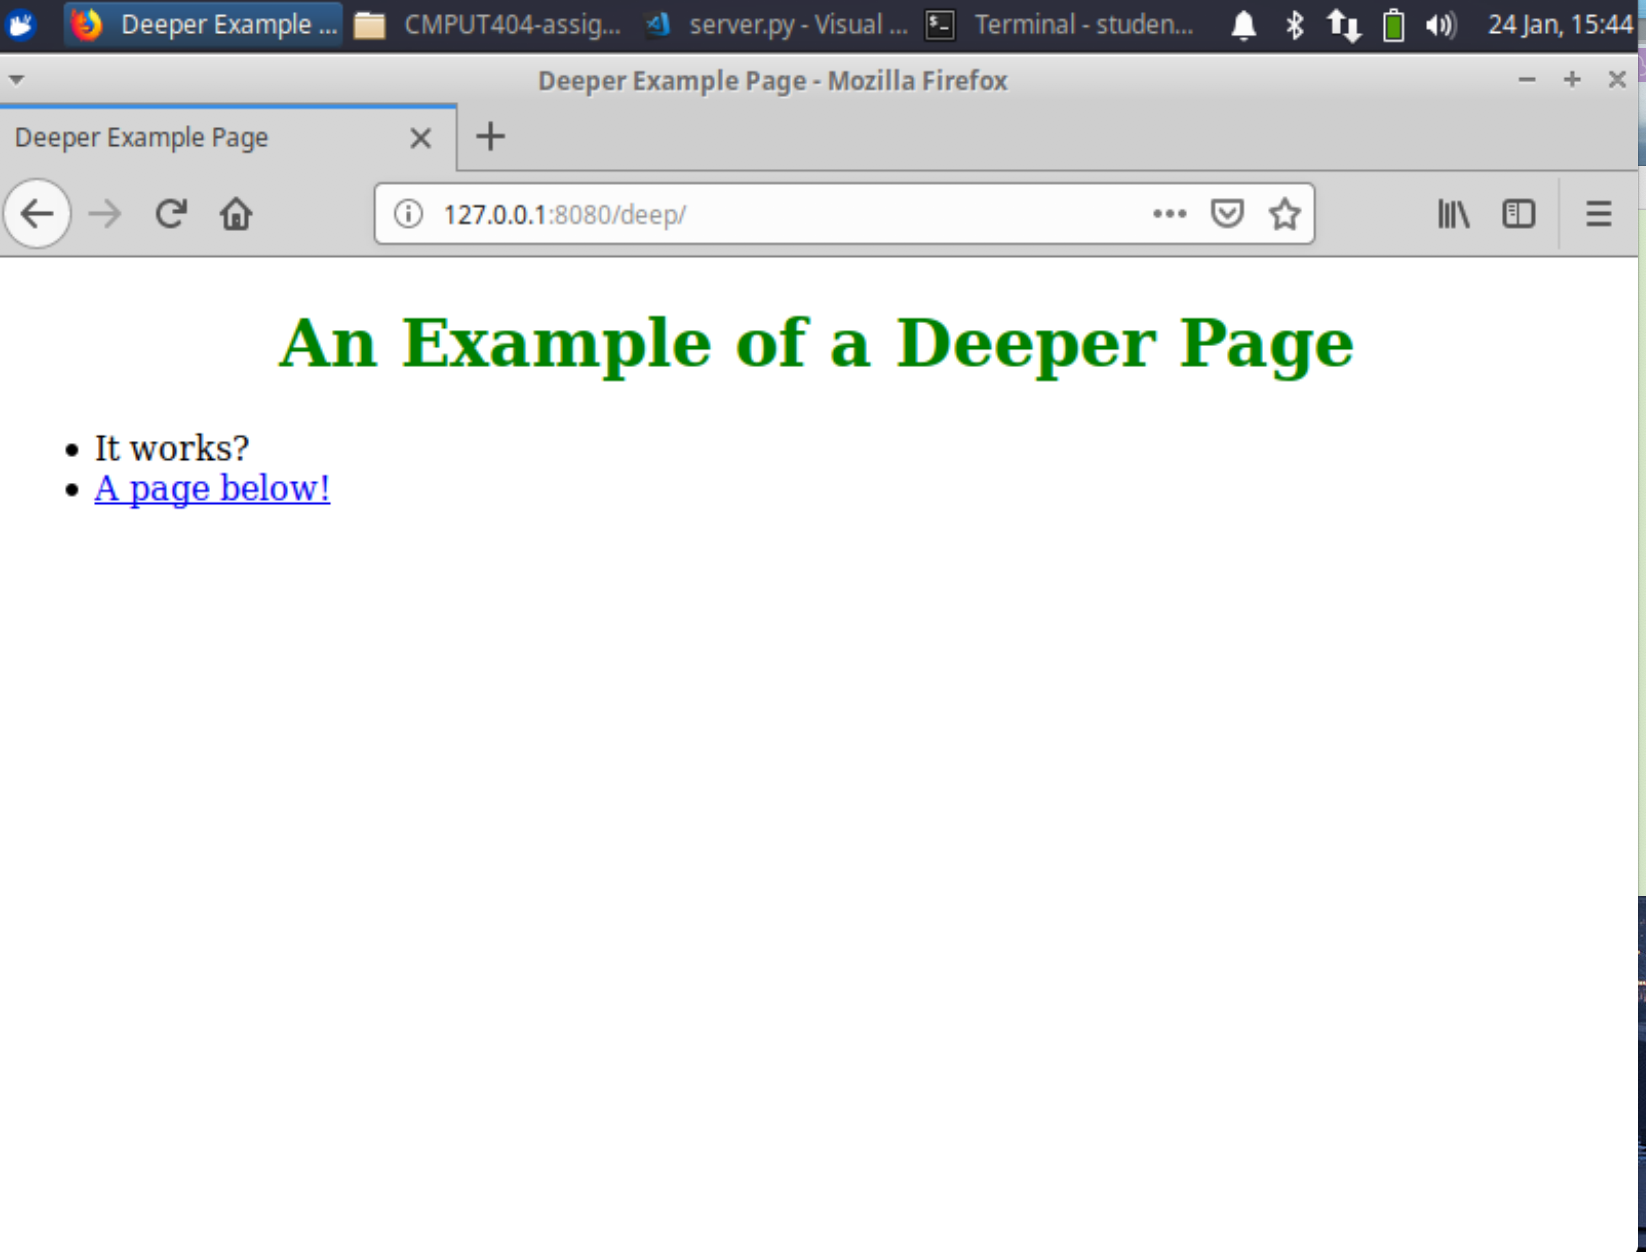 Deeper Example ... CMPUT404-assig... server.py - Visual ... Terminal - studen... 24 Jan, 15:44
Deeper Example Page - Mozilla Firefox
Deeper Example Page
127.0.0.1:8080/deep/
An Example of a Deeper Page
It works?
A page below!